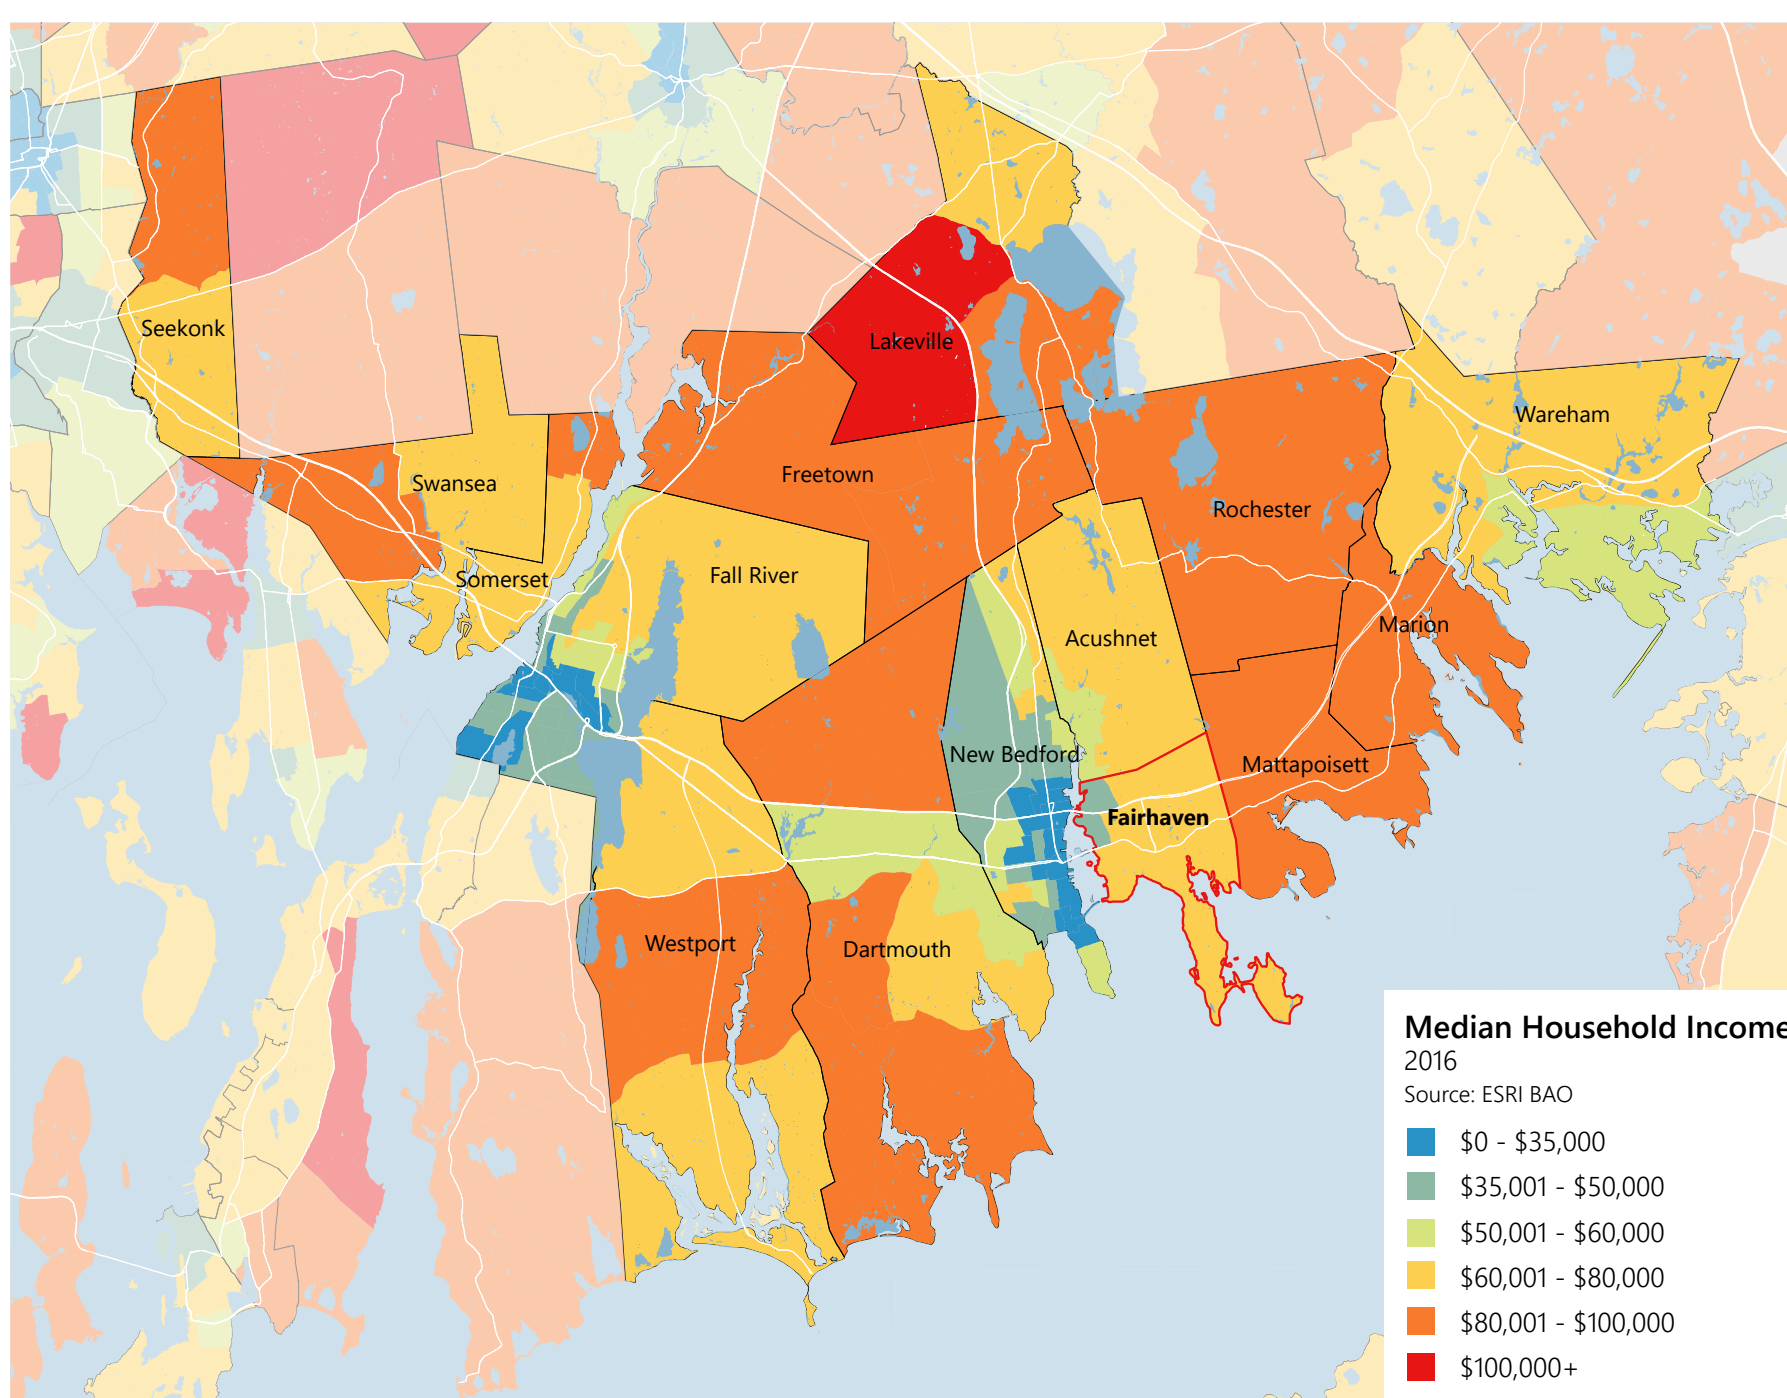 Seekonk
Lakeville
Wareham
Swansea
Freetown
Rochester
Somerset
Fall River
Acushnet
Marion
New Bedford
Mattapoisett
Fairhaven
Westport
Dartmouth
Median Household Income
2016
Source: ESRI BAO
$0 - $35,000
$35,001 - $50,000
$50,001 - $60,000
$60,001 - $80,000
$80,001 - $100,000
$100,000+